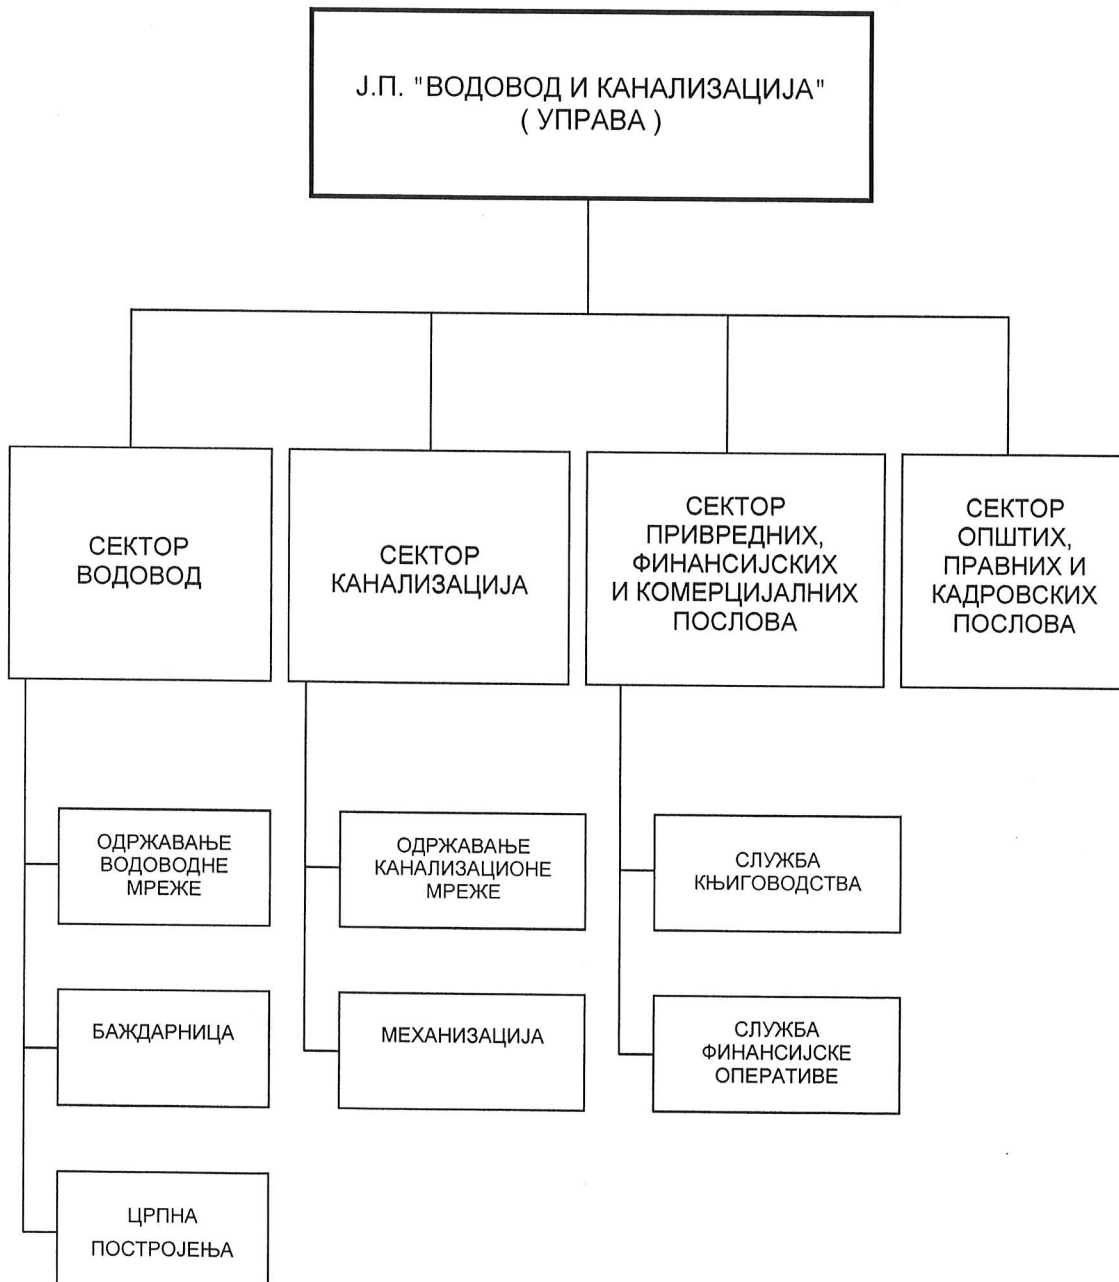 Ј.П. "ВОДОВОД И КАНАЛИЗАЦИЈА"
( УПРАВА )
СЕКТОР
ВОДОВОД
СЕКТОР
КАНАЛИЗАЦИЈА
СЕКТОР
ПРИВРЕДНИХ,
ФИНАНСИЈСКИХ
И КОМЕРЦИЈАЛНИХ
ПОСЛОВА
СЕКТОР
ОПШТИХ,
ПРАВНИХ И
КАДРОВСКИХ
ПОСЛОВА
ОДРЖАВАЊЕ
ВОДОВОДНЕ
МРЕЖЕ
ОДРЖАВАЊЕ
КАНАЛИЗАЦИОНЕ
МРЕЖЕ
СЛУЖБА
КЊИГОВОДСТВА
БАЖДАРНИЦА
МЕХАНИЗАЦИЈА
СЛУЖБА
ФИНАНСИЈСКЕ
ОПЕРАТИВЕ
ЦРПНА
ПОСТРОЈЕЊА